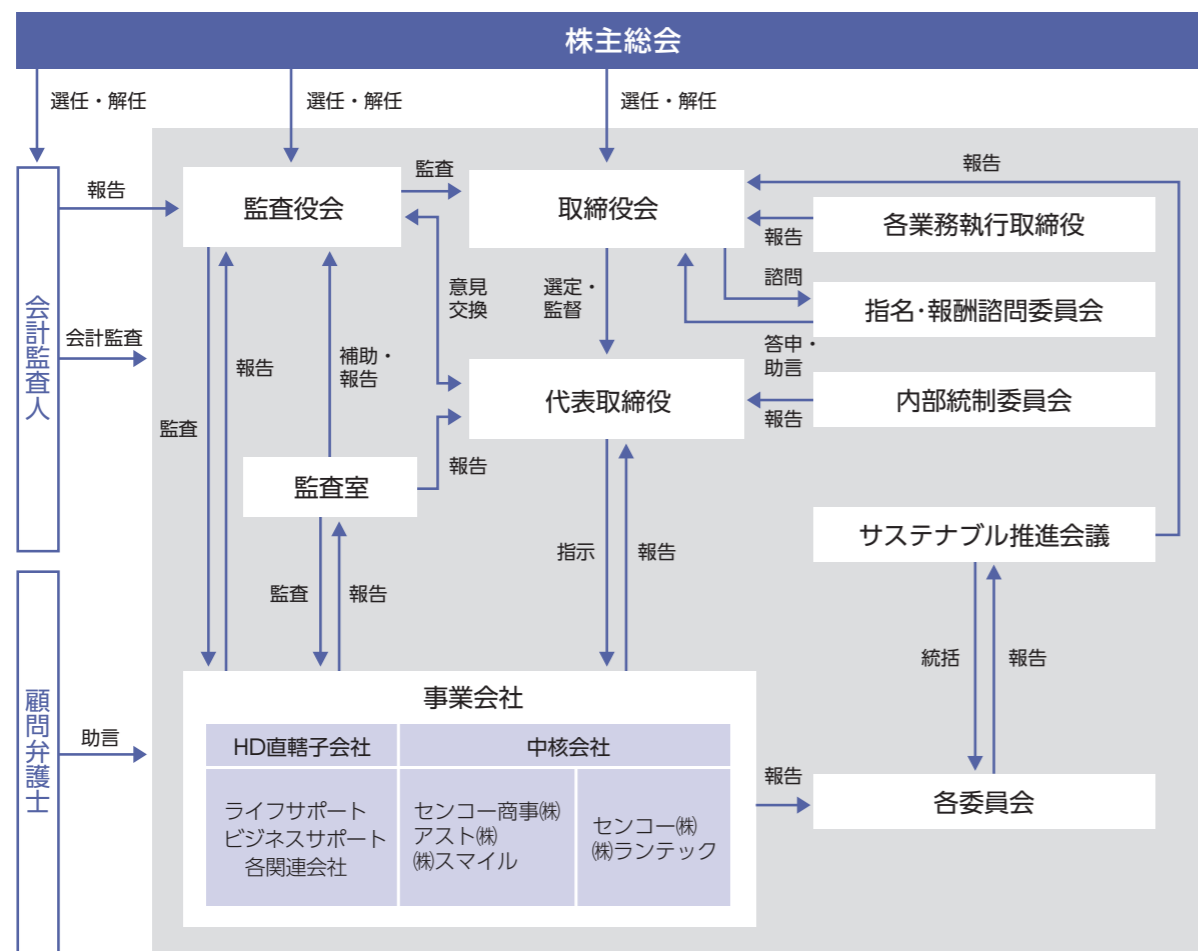 株主総会
選任・解任
選任・解任
選任・解任
報告
監査役会
監査
取締役会
報告
報告
各業務執行取締役
会計監査人
会計監査
意見
交換
選定・
監督
諮問
指名・報酬諮問委員会
答申・
助言
報告
補助・
報告
代表取締役
報告
内部統制委員会
監査
監査室
報告
サステナブル推進会議
監査
報告
指示
報告
統括
報告
顧問弁護士
助言
事業会社
HD直轄子会社
中核会社
ライフサポート
ビジネスサポート
各関連会社
センコー商事㈱
アスト㈱
㈱スマイル
センコー㈱
㈱ランテック
報告
各委員会